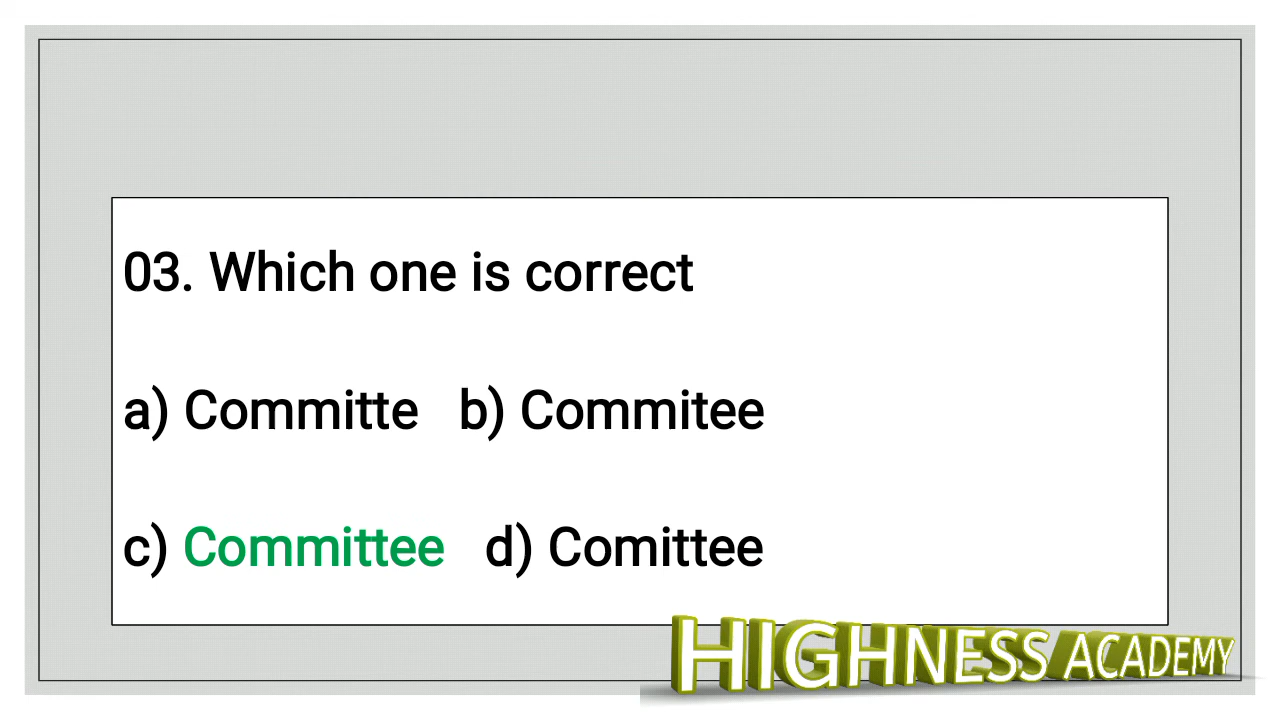 03. Which one is correct
a) Committe b) Commitee
c) Committee d) Comittee
HIGHNESS ACADEMY